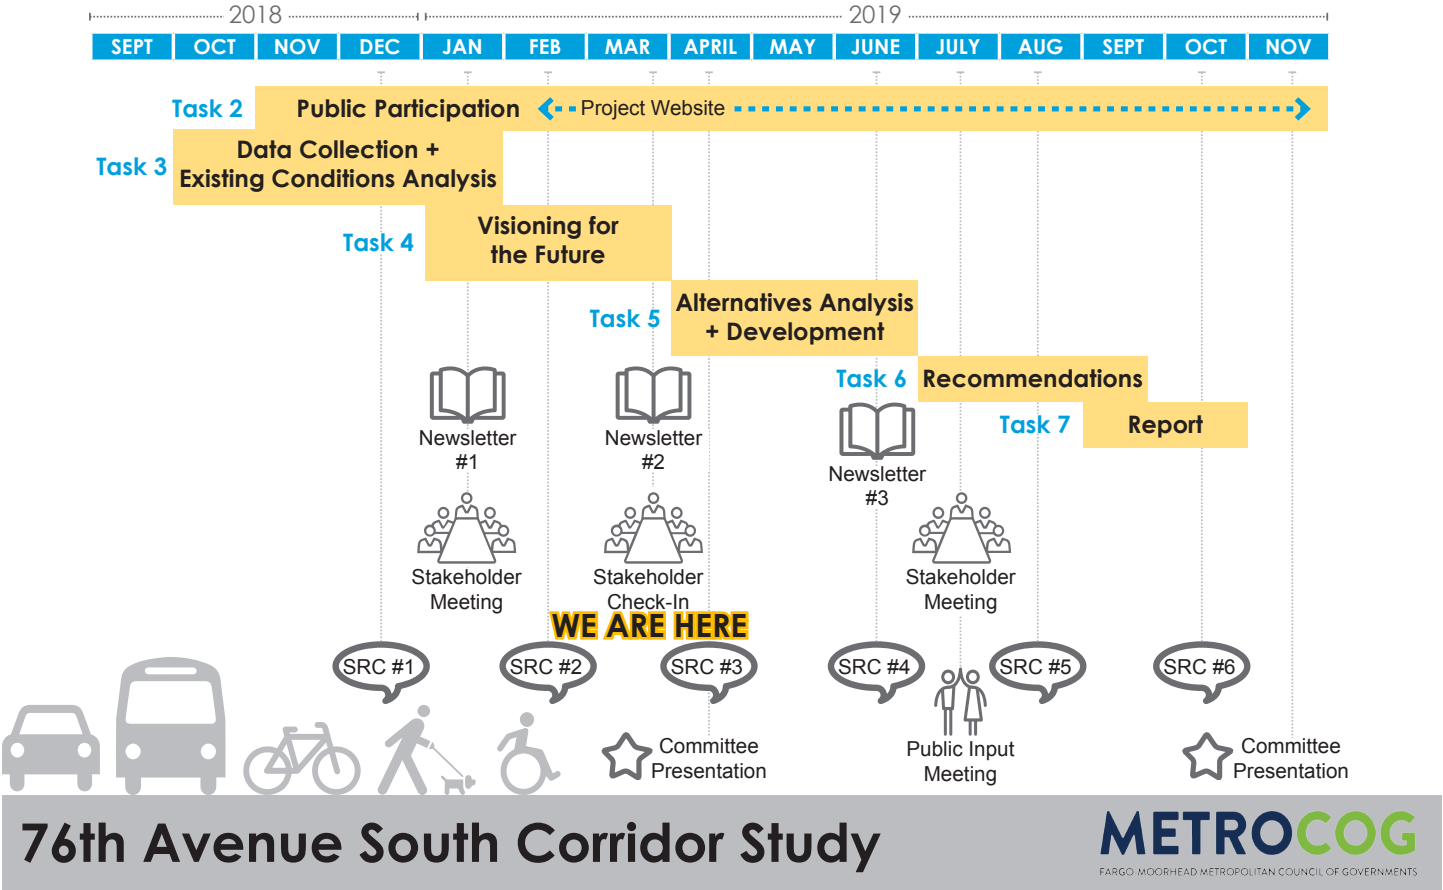 2018 2019
SEPT OCT NOV DEC JAN FEB MAR APRIL MAY JUNE JULY AUG SEPT OCT NOV
Task 2 Public Participation Project Website
Task 3
Data Collection +
Existing Conditions Analysis
Task 4
Visioning for
the Future
Task 5
Alternatives Analysis
+ Development
Task 6 Recommendations
Task 7 Report
Newsletter
#1
Newsletter
#2
Newsletter
#3
Stakeholder
Meeting
Stakeholder
Check-In
Stakeholder
Meeting
WE ARE HERE
SRC #1 SRC #2 SRC #3 SRC #4 SRC #5 SRC #6
Committee
Presentation
Public Input
Meeting
Committee
Presentation
76th Avenue South Corridor Study
METROCOG
FARGO-MOORHEAD METROPOLITAN COUNCIL OF GOVERNMENTS